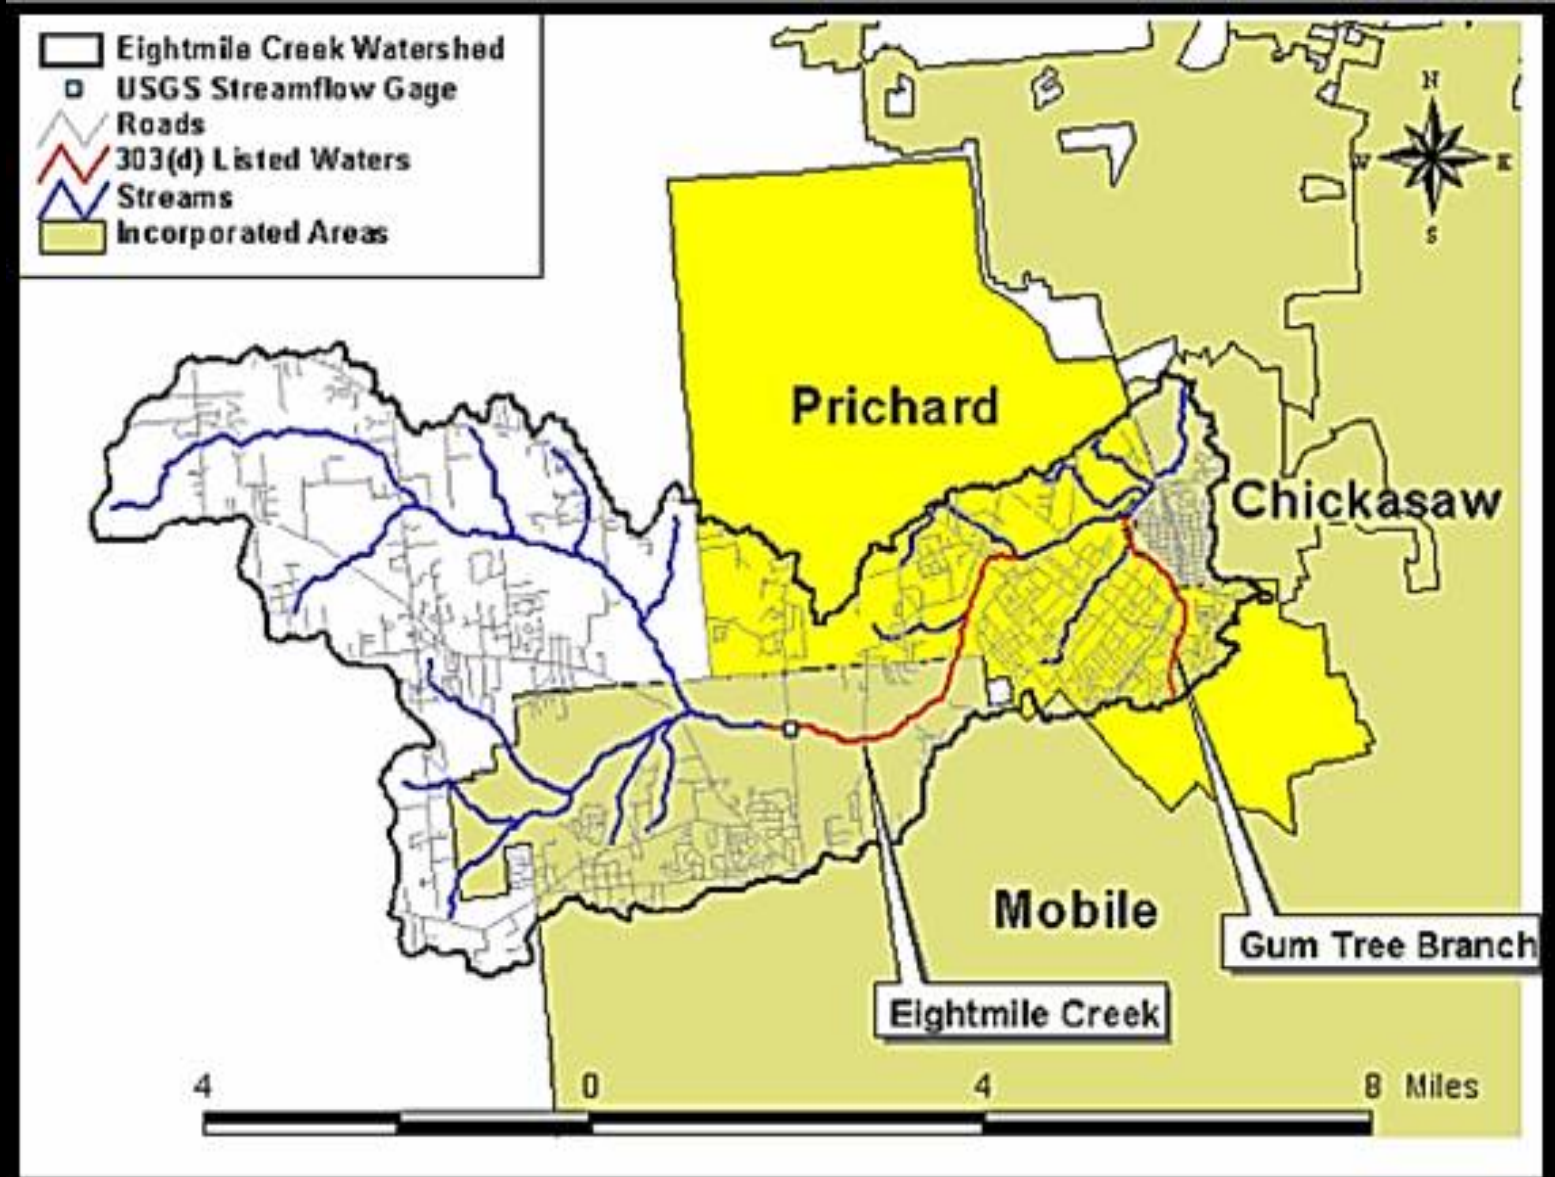 Eightmile Creek Watershed
USGS Streamflow Gage
Roads
303(d) Listed Waters
Streams
Incorporated Areas
N
W E
S
Prichard
Chickasaw
Mobile
Gum Tree Branch
Eightmile Creek
4 0 4 8 Miles